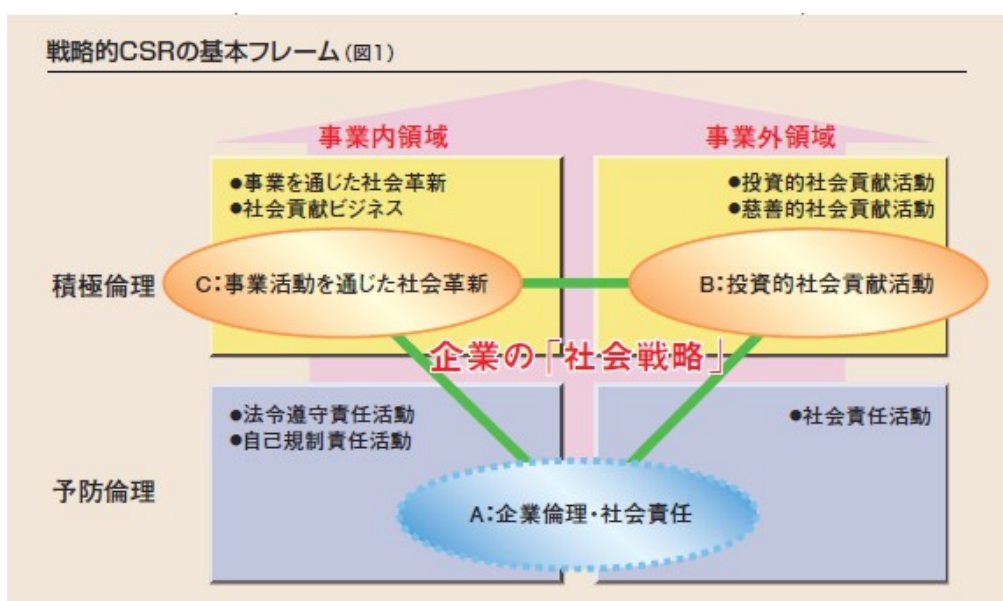 戦略的CSRの基本フレーム(図1)
事業内領域
事業外領域
●事業を通じた社会革新
●社会貢献ビジネス
●投資的社会貢献活動
●慈善的社会貢献活動
積極倫理
C:事業活動を通じた社会革新
B:投資的社会貢献活動
企業の「社会戦略」
●法令遵守責任活動
●自己規制責任活動
●社会責任活動
予防倫理
A:企業倫理・社会責任